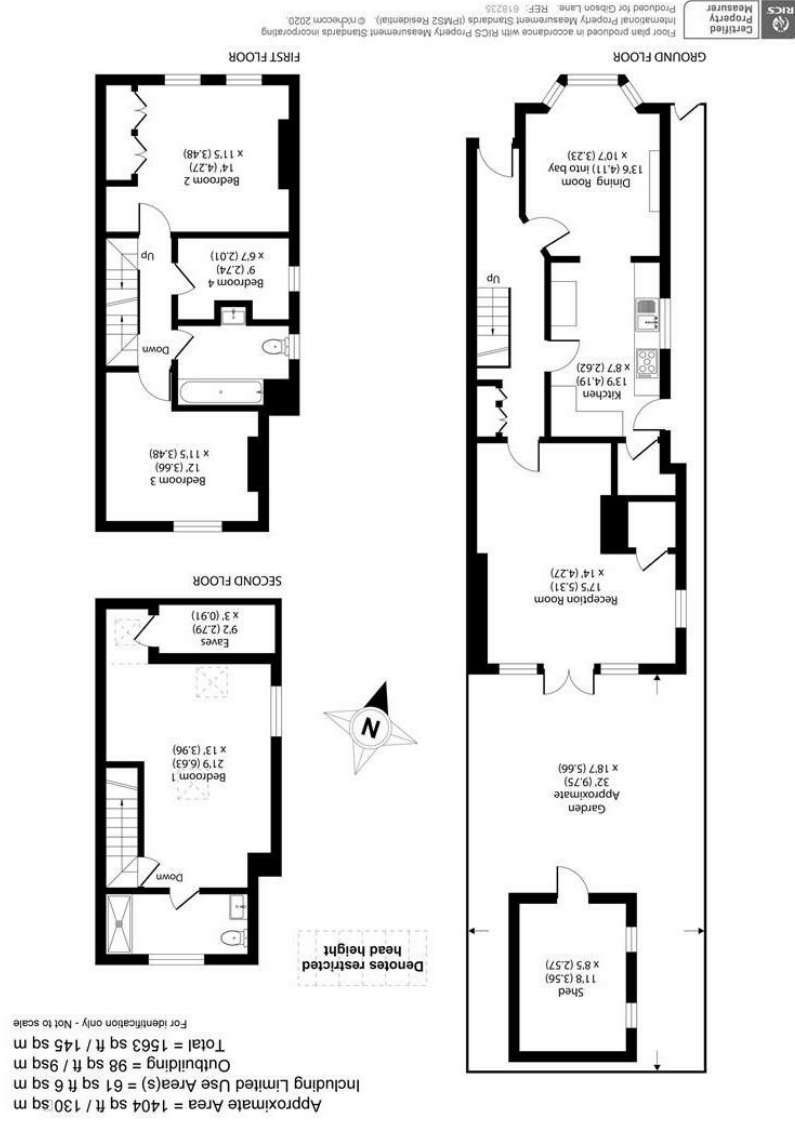 Approximate Area = 1404 sq ft / 130 sq m
Including Limited Use Area(s) = 61 sq ft 6 sq m
Outbuilding = 98 sq ft / 9sq m
Total = 1563 sq ft / 145 sq m
For identification only - Not to scale
Shed
11'8 (3.56)
x 8'5 (2.57)
Garden
Approximate
32' (9.75)
x 18'7 (5.66)
Reception Room
17'5 (5.31)
x 14' (4.27)
Kitchen
13'9 (4.19)
x 8'7 (2.62)
Up
Dining Room
13'6 (4.11) into bay
x 10'7 (3.23)
GROUND FLOOR
Denotes restricted
head height
N
Down
Bedroom 1
21'9 (6.63)
x 13' (3.96)
Eaves
9'2 (2.79)
x 3' (0.91)
SECOND FLOOR
Bedroom 3
12' (3.66)
x 11'5 (3.48)
Down
Bedroom 4
9' (2.74)
x 6'7 (2.01)
Up
Bedroom 2
14' (4.27)
x 11'5 (3.48)
FIRST FLOOR
RICS
Certified
Property
Measurer
Floor plan produced in accordance with RICS Property Measurement Standards incorporating
International Property Measurement Standards (IPMS2 Residential). © nichecom 2020.
Produced for Gibson Lane. REF: 618235